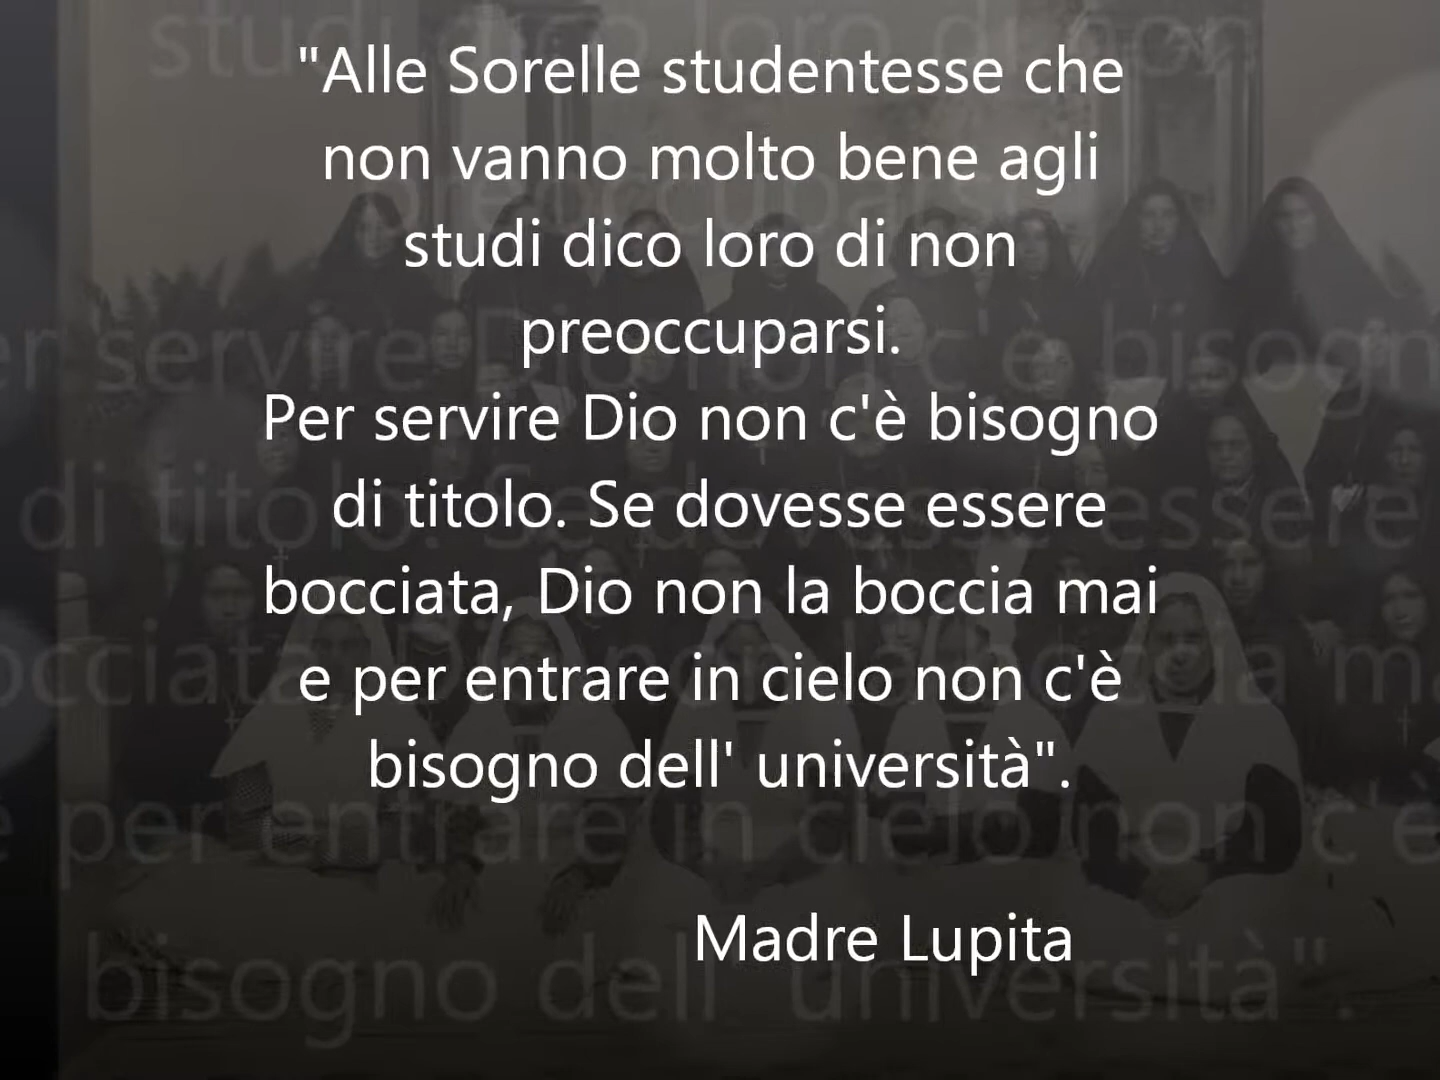 "Alle Sorelle studentesse che
non vanno molto bene agli
studi dico loro di non
preoccuparsi.
Per servire Dio non c'è bisogno
di titolo. Se dovesse essere
bocciata, Dio non la boccia mai
e per entrare in cielo non c'è
bisogno dell' università".
Madre Lupita